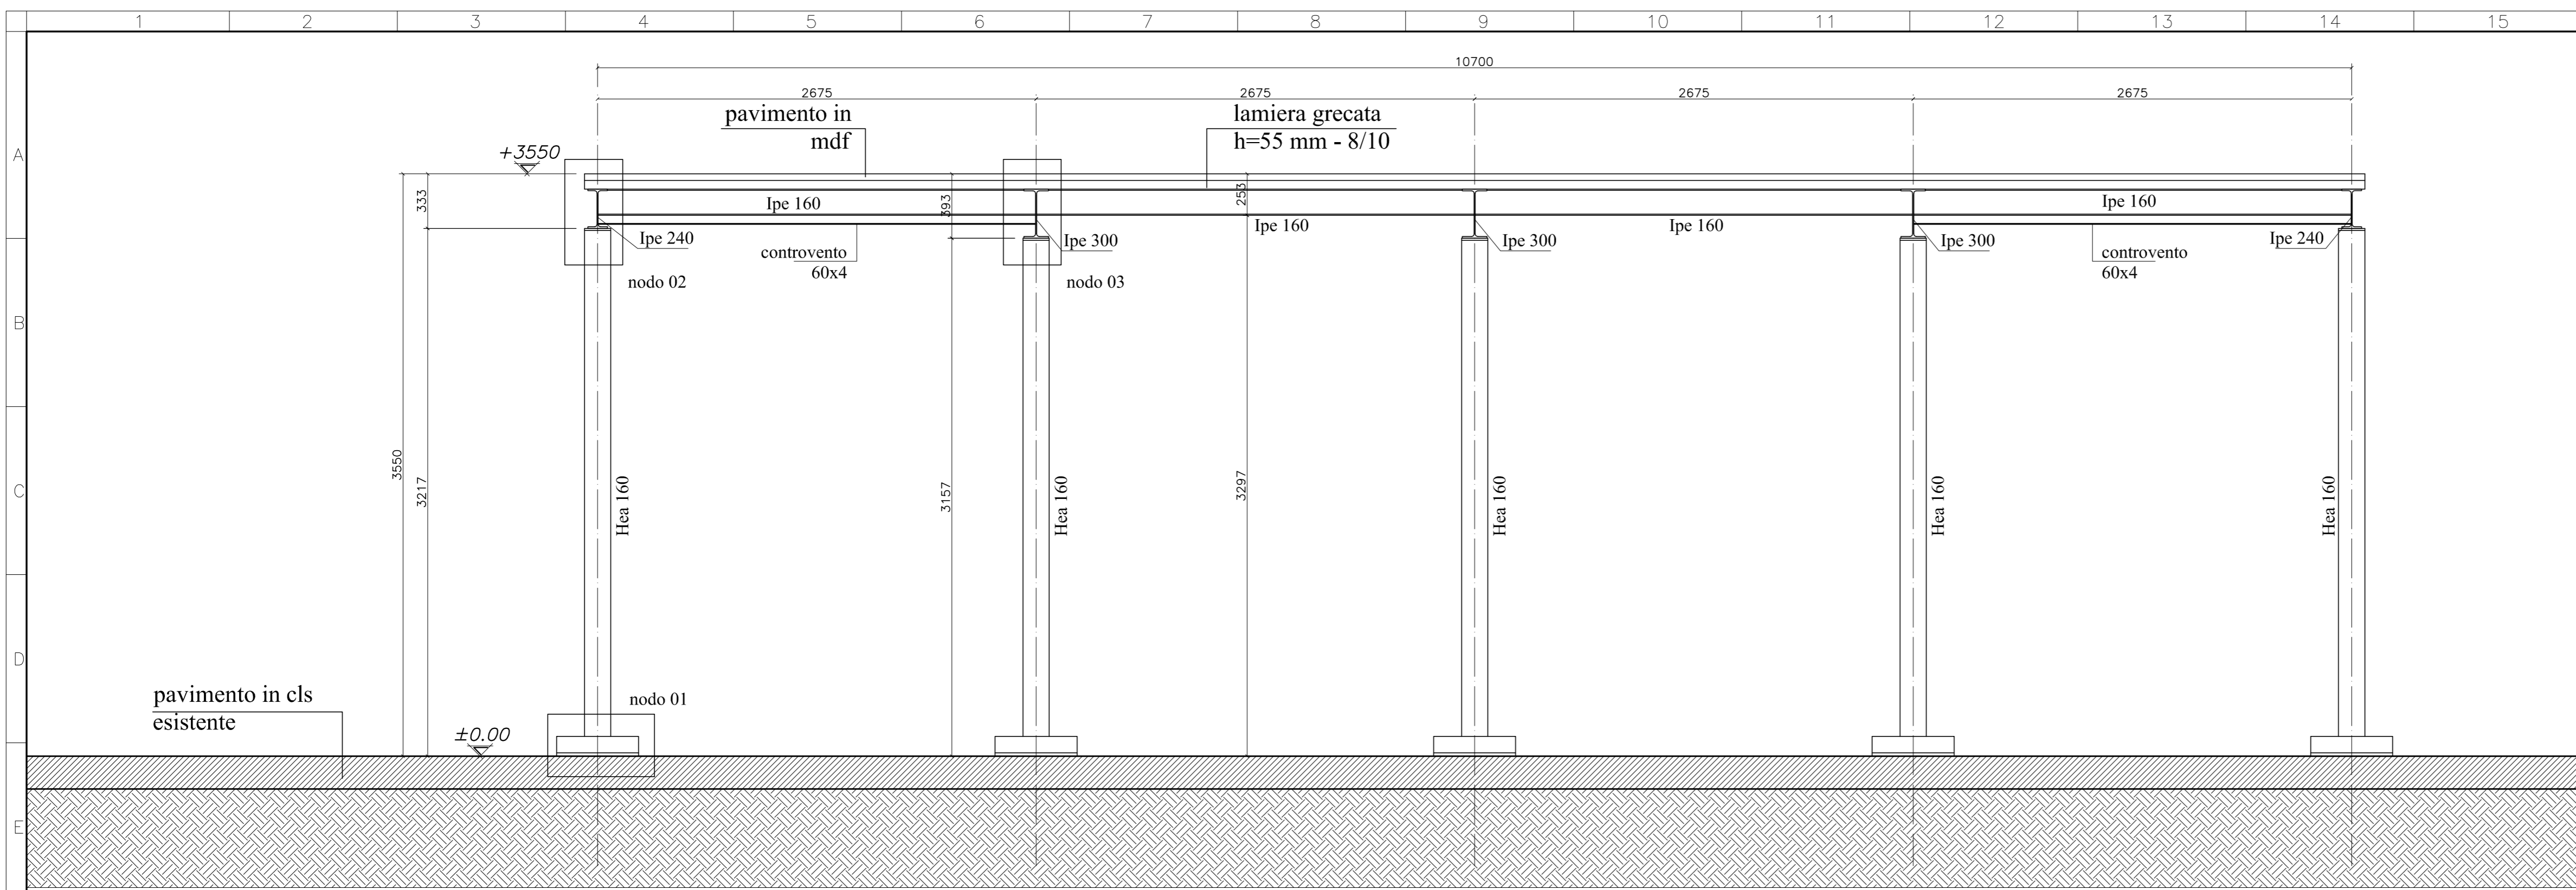 1 2 3 4 5 6 7 8 9 10 11 12 13 14 15
10700
2675 2675 2675 2675
pavimento in
mdf
lamiera grecata
h=55 mm - 8/10
A
+3550
333
393
253
Ipe 160
Ipe 160
Ipe 240
Ipe 300
Ipe 160
Ipe 300
Ipe 160
Ipe 300
Ipe 240
controvento
60x4
controvento
60x4
nodo 02
nodo 03
B
3550
3217
3157
3297
C
Hea 160
Hea 160
Hea 160
Hea 160
Hea 160
D
pavimento in cls
esistente
nodo 01
±0.00
E